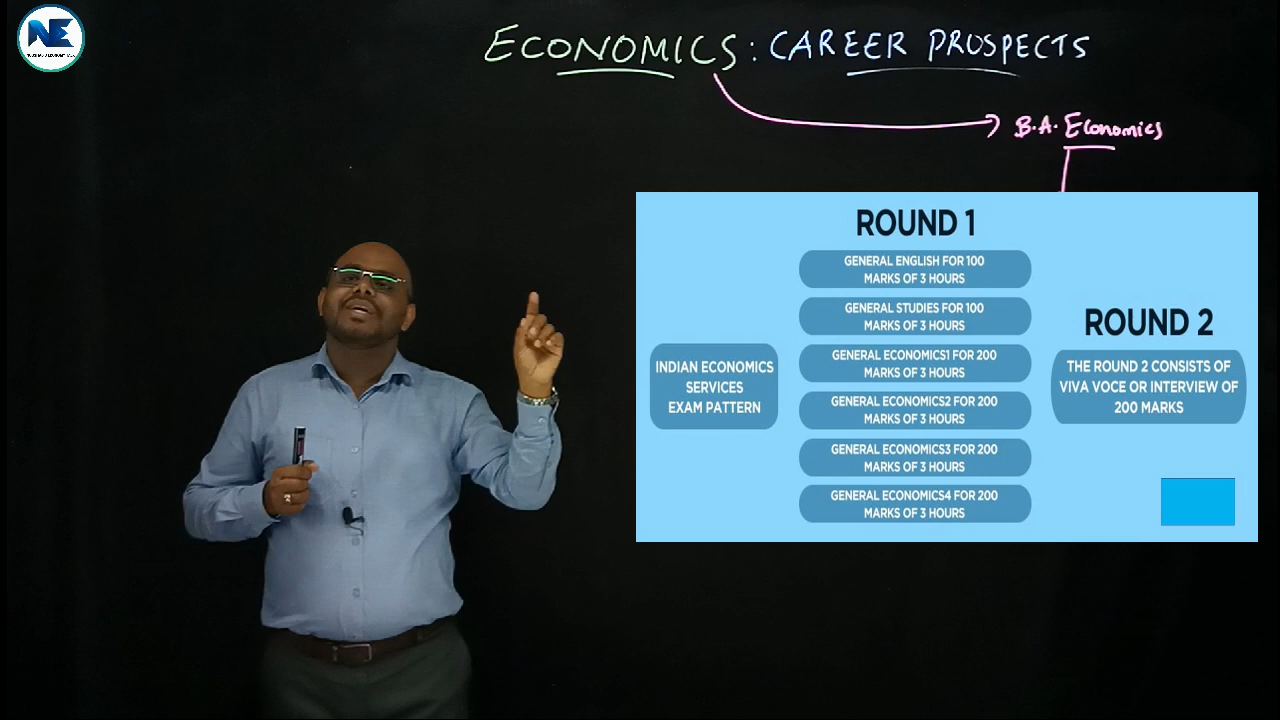 NE
ECONOMICS: CAREER PROSPECTS
B.A. Economics
ROUND 1
GENERAL ENGLISH FOR 100
MARKS OF 3 HOURS
GENERAL STUDIES FOR 100
MARKS OF 3 HOURS
GENERAL ECONOMICS1 FOR 200
MARKS OF 3 HOURS
GENERAL ECONOMICS2 FOR 200
MARKS OF 3 HOURS
GENERAL ECONOMICS3 FOR 200
MARKS OF 3 HOURS
GENERAL ECONOMICS4 FOR 200
MARKS OF 3 HOURS
INDIAN ECONOMICS
SERVICES
EXAM PATTERN
ROUND 2
THE ROUND 2 CONSISTS OF
VIVA VOCE OR INTERVIEW OF
200 MARKS